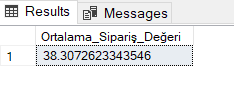 Results Messages
Ortalama_Sipariş_Değeri
1 38.3072623343546